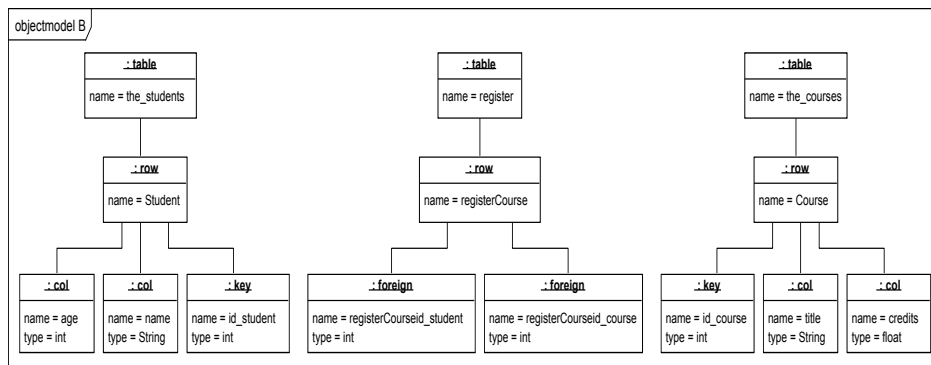 objectmodel B
: table
name = the_students
: table
name = register
: table
name = the_courses
: row
name = Student
: row
name = registerCourse
: row
name = Course
: col
name = age
type = int
: col
name = name
type = String
: key
name = id_student
type = int
: foreign
name = registerCourseid_student
type = int
: foreign
name = registerCourseid_course
type = int
: key
name = id_course
type = int
: col
name = title
type = String
: col
name = credits
type = float